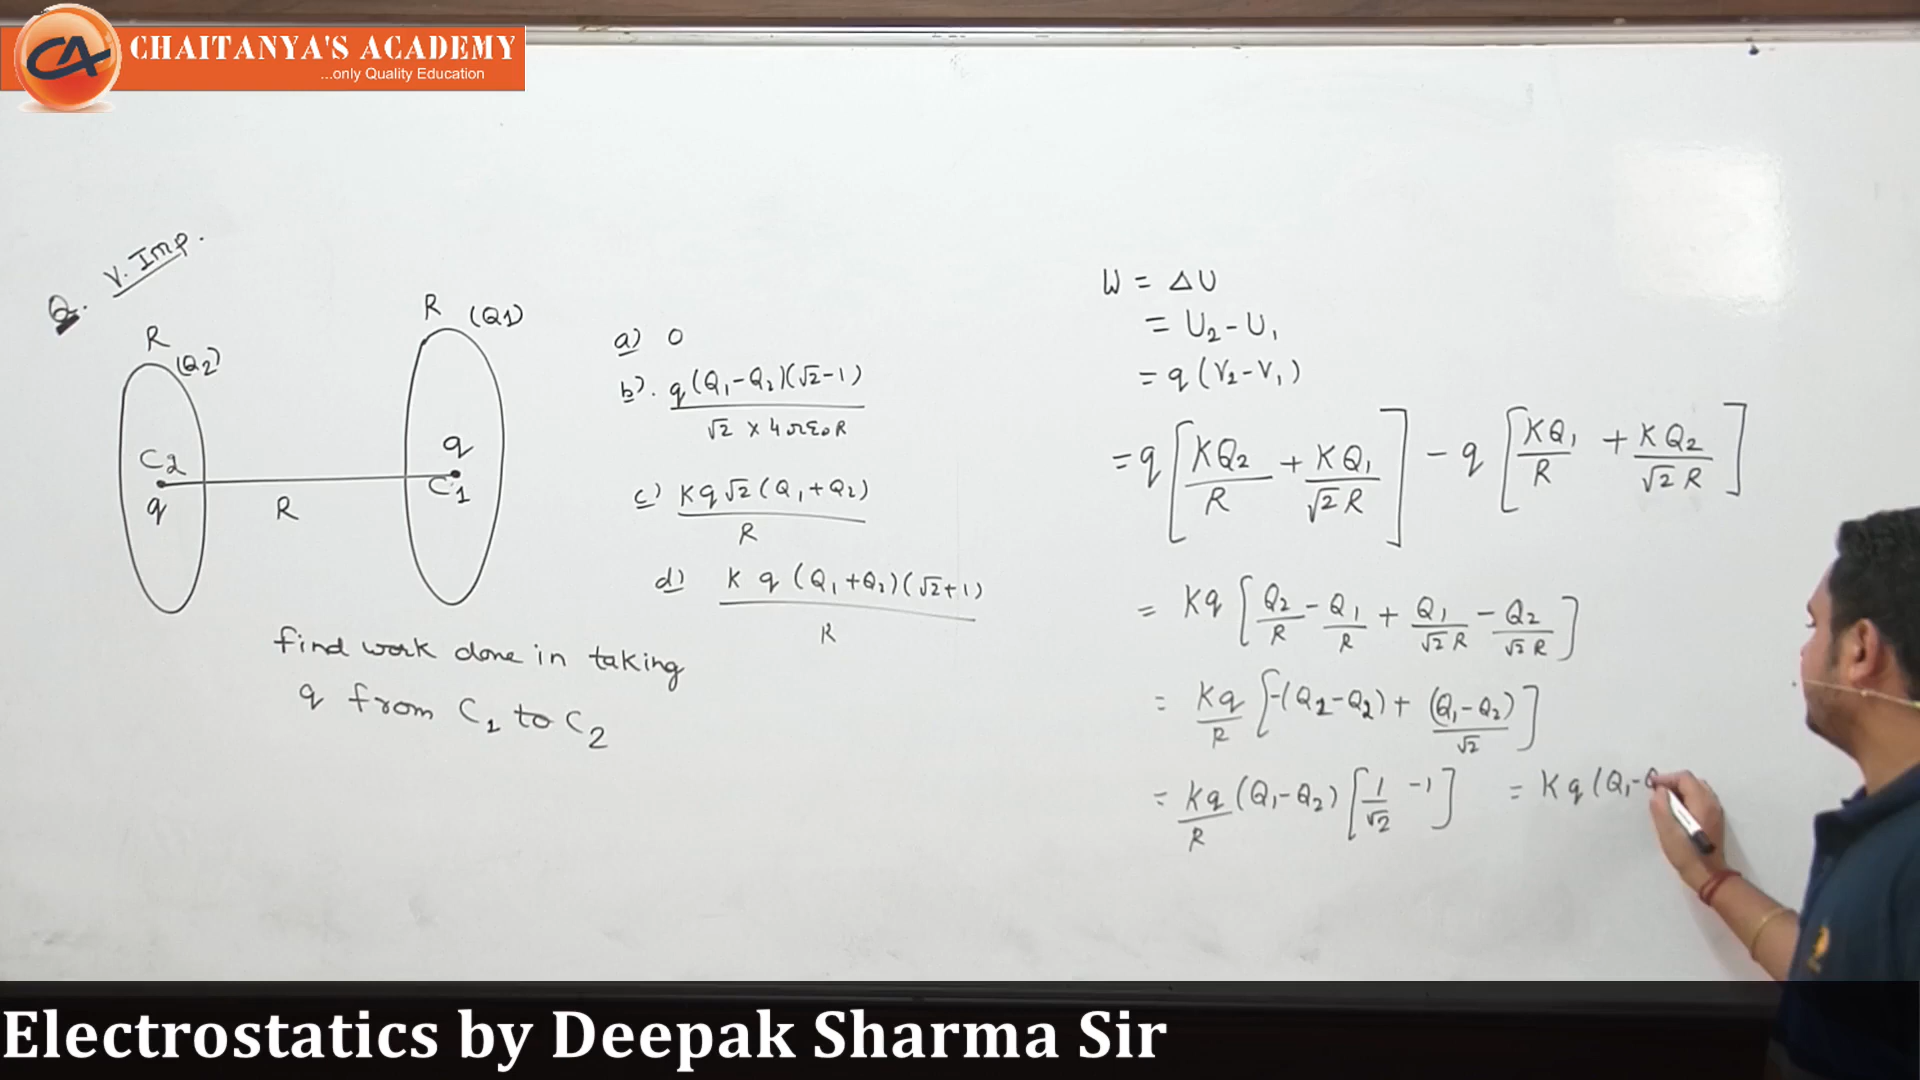 CHAITANYA'S ACADEMY
...only Quality Education
CA
Q. V. Imp.
R (Q2)
R (Q1)
C2
q
R
q
C1
a) 0
b). q(Q1-Q2)(√2-1) / √2 × 4πε0R
c) Kq√2(Q1+Q2) / R
d) K q (Q1+Q2)(√2+1) / R
find work done in taking
q from C1 to C2
W = ΔU
= U2-U1
= q(V2-V1)
= q[KQ2/R + KQ1/√2R] - q[KQ1/R + KQ2/√2R]
= Kq[Q2/R - Q1/R + Q1/√2R - Q2/√2R]
= Kq/R [-(Q1-Q2) + (Q1-Q2)/√2]
= Kq/R (Q1-Q2)[1/√2 -1] = Kq(Q1-Q
Electrostatics by Deepak Sharma Sir